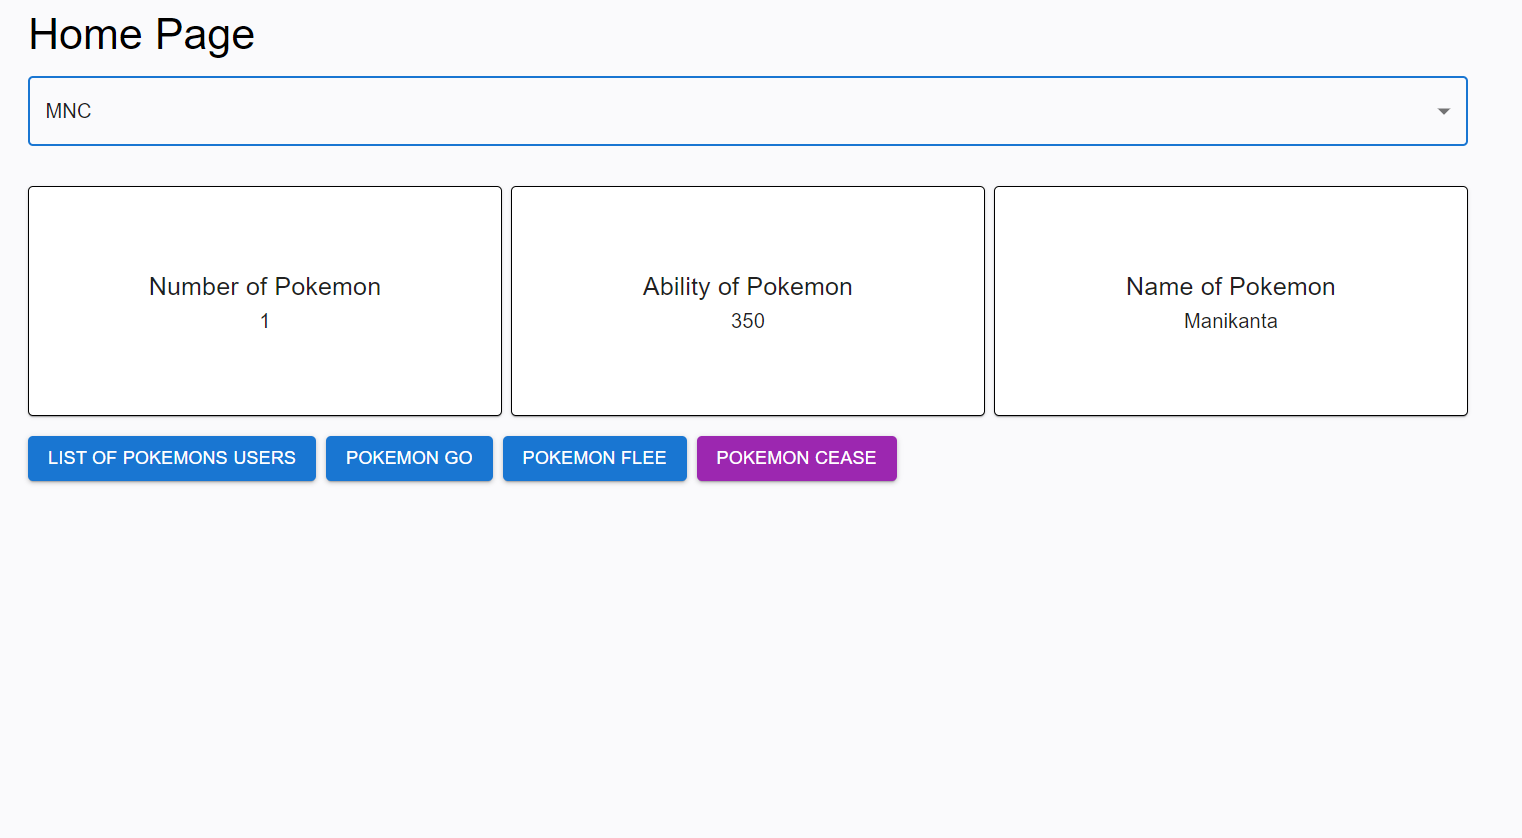 Home Page
MNC
Number of Pokemon
1
Ability of Pokemon
350
Name of Pokemon
Manikanta
LIST OF POKEMONS USERS
POKEMON GO
POKEMON FLEE
POKEMON CEASE